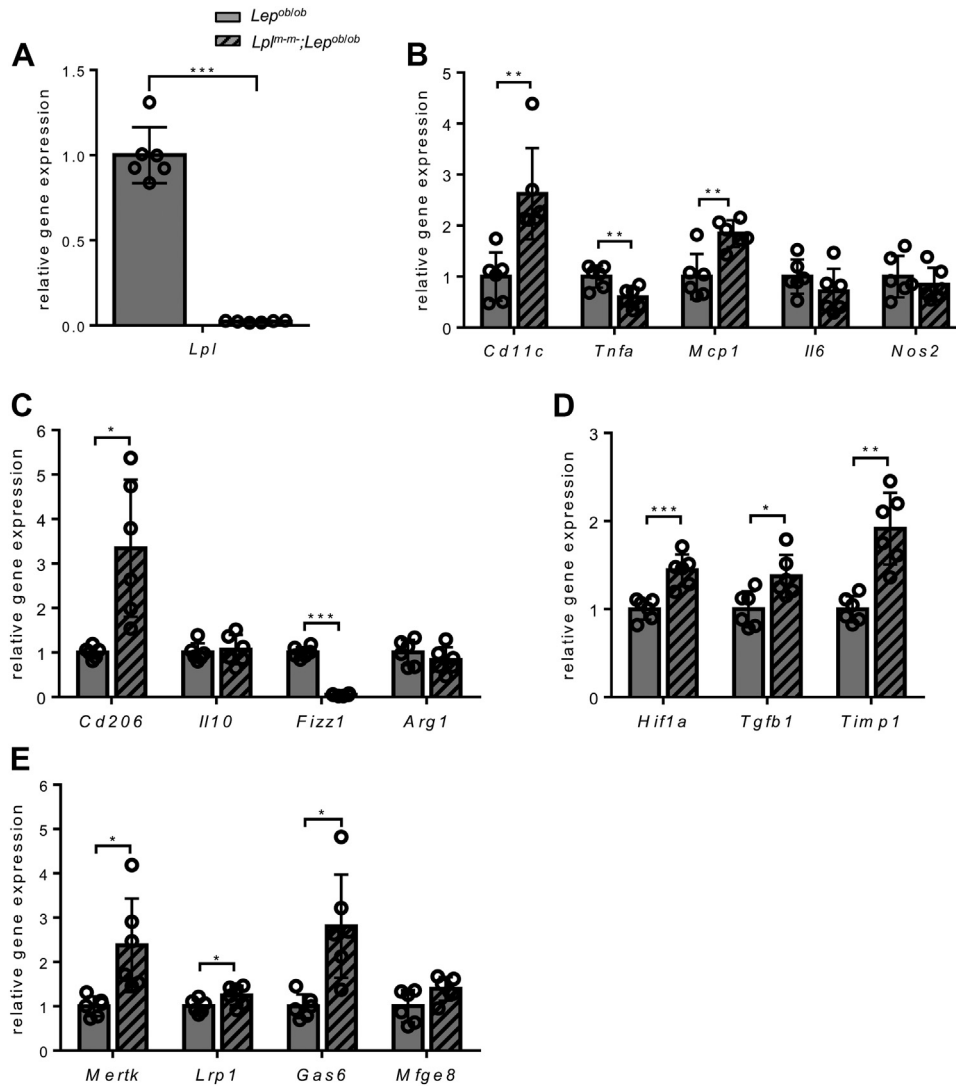 Lep^ob/ob
Lpl^m-m-;Lep^ob/ob
A
relative gene expression
1.5
1.0
0.5
0.0
***
Lpl
B
relative gene expression
5
4
3
2
1
0
**
**
**
Cd11c Tnfa Mcp1 Il6 Nos2
C
relative gene expression
6
5
4
3
2
1
0
*
***
Cd206 Il10 Fizz1 Arg1
D
relative gene expression
3
2
1
0
***
*
**
Hif1a Tgfb1 Timp1
E
relative gene expression
6
5
4
3
2
1
0
*
*
*
Mertk Lrp1 Gas6 Mfge8